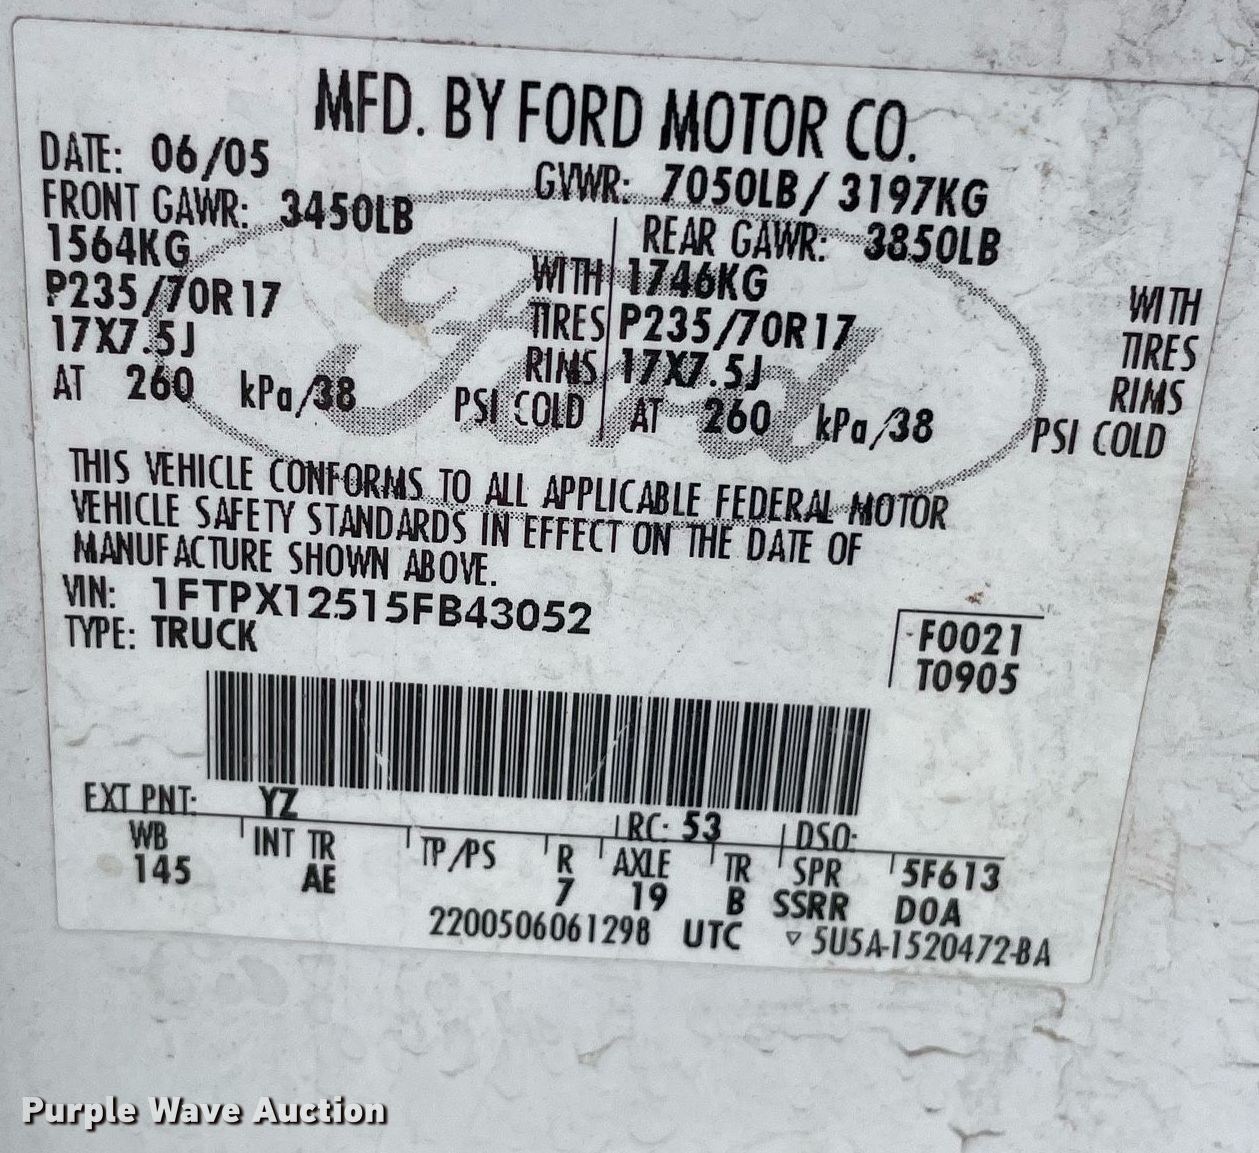 MFD. BY FORD MOTOR CO.
DATE: 06/05 GVWR: 7050LB/ 3197KG
FRONT GAWR: 3450LB REAR GAWR: 3850LB
1564KG WITH 1746KG WITH
P235/70R17 TIRES P235/70R17 TIRES
17X7.5J RIMS 17X7.5J RIMS
AT 260 kPa/38 PSI COLD AT 260 kPa/38 PSI COLD
Ford
THIS VEHICLE CONFORMS TO ALL APPLICABLE FEDERAL MOTOR
VEHICLE SAFETY STANDARDS IN EFFECT ON THE DATE OF
MANUFACTURE SHOWN ABOVE.
VIN: 1FTPX12515FB43052
TYPE: TRUCK
F0021
T0905
EXT PNT: YZ RC: 53 DSO:
WB INT TR TP/PS R AXLE TR SPR 5F613
145 AE 7 19 B SSRR DOA
2200506061298 UTC ▽ 5U5A-1520472-BA
Purple Wave Auction